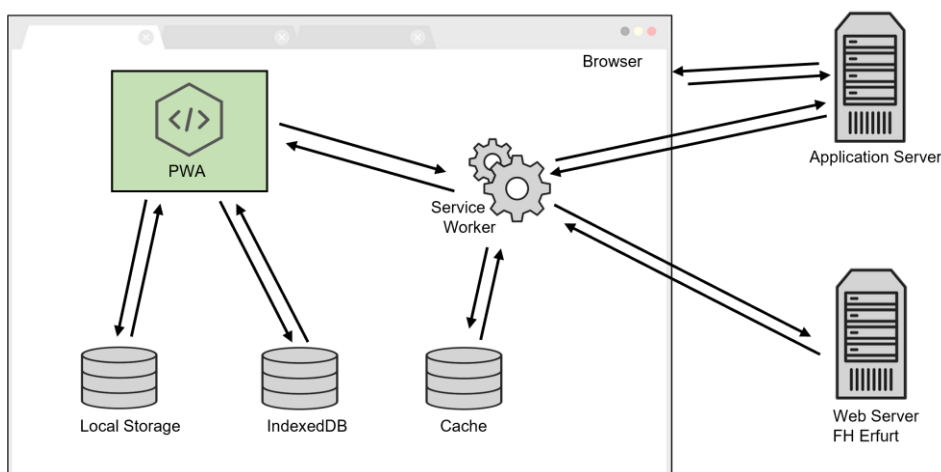 Browser
PWA
Application Server
Service
Worker
Local Storage
IndexedDB
Cache
Web Server
FH Erfurt